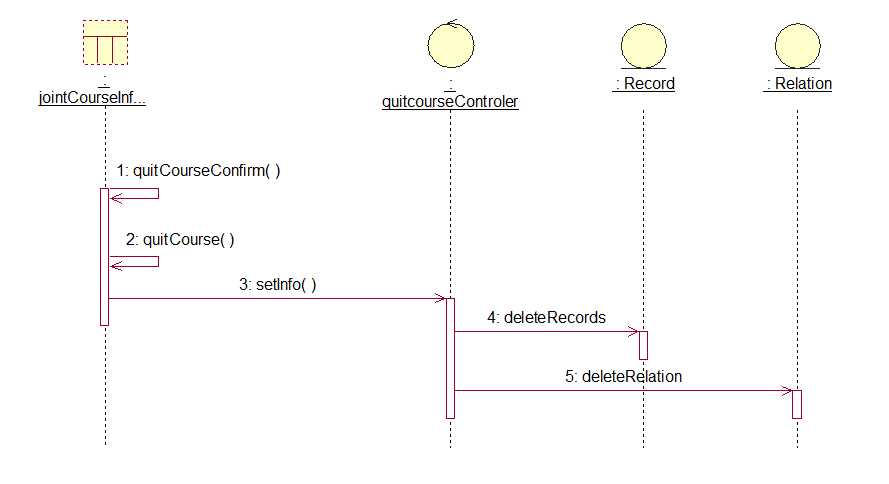 :
jointCourseInf...
:
quitcourseControler
: Record
: Relation
1: quitCourseConfirm( )
2: quitCourse( )
3: setInfo( )
4: deleteRecords
5: deleteRelation